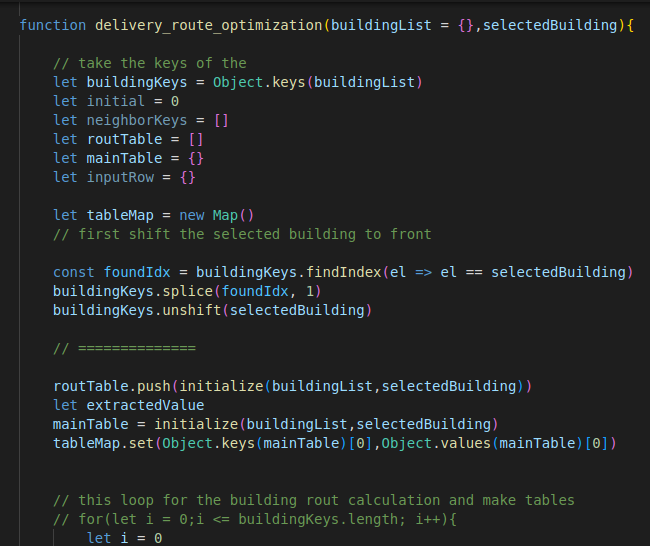 function delivery_route_optimization(buildingList = {},selectedBuilding){
// take the keys of the
let buildingKeys = Object.keys(buildingList)
let initial = 0
let neighborKeys = []
let routTable = []
let mainTable = {}
let inputRow = {}
let tableMap = new Map()
// first shift the selected building to front
const foundIdx = buildingKeys.findIndex(el => el == selectedBuilding)
buildingKeys.splice(foundIdx, 1)
buildingKeys.unshift(selectedBuilding)
// ==============
routTable.push(initialize(buildingList,selectedBuilding))
let extractedValue
mainTable = initialize(buildingList,selectedBuilding)
tableMap.set(Object.keys(mainTable)[0],Object.values(mainTable)[0])
// this loop for the building rout calculation and make tables
// for(let i = 0;i <= buildingKeys.length; i++){
let i = 0